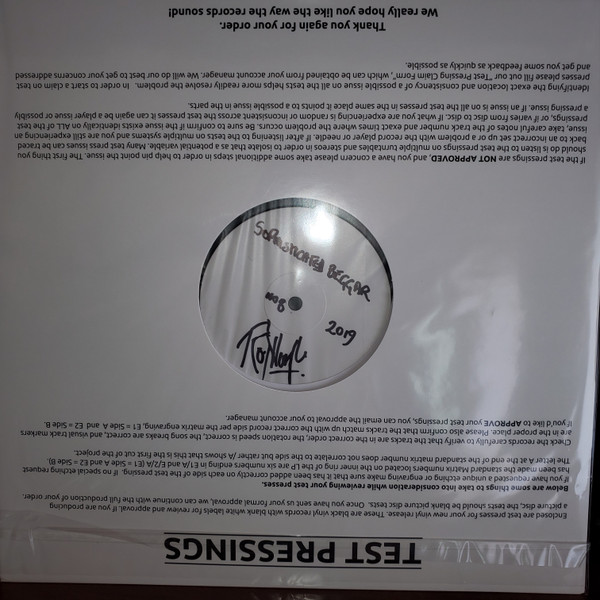 TEST PRESSINGS
Enclosed are test presses for your new vinyl release. These are black vinyl records with blank white labels for review and approval. If you are producing
a picture disc, the tests should be blank picture disc tests. Once you have sent us your formal approval, we can continue with the full production of your order.
Below are some things to take into consideration while reviewing your test presses.
If you have requested a unique etching or engraving make sure that it has been added correctly on each side of the test pressing. If no special etching request
has been made the standard Matrix numbers located on the inner ring of the LP are six numbers ending in E1/A and E2/A (E1 = Side A and E2 = Side B).
The letter A at the end of the standard matrix number does not correlate to the side but rather /A shows that this is the first cut of the project.
Check the records carefully to verify that the tracks are in the correct order, the rotation speed is correct, the song breaks are correct, and visual track markers
are in the proper place. Please also confirm that the tracks match up with the correct record side per the matrix engraving. E1 = Side A and E2 = Side B.
If you'd like to APPROVE your test pressings, you can email the approval to your account manager.
SOPHISTICATED BEGGAR
2019
If the test pressings are NOT APPROVED, and you have a concern please take some additional steps in order to help pin point the issue. The first thing you
should do is listen to the test pressings on multiple turntables and stereos in order to isolate that as a potential variable. Many test press issues can be traced
back to an incorrect set up or a problem with the record player or needle. If after listening to the tests on multiple systems and you are still experiencing an
issue, take careful notes of the track number and exact times where the problem occurs. Be sure to confirm if the issue exists identically on ALL of the test
pressings, or if it varies from disc to disc. If what you are experiencing is random or inconsistent across the test presses it can again be a player issue or possibly
a pressing issue. If an issue is on all the test presses in the same place it points to a possible issue in the parts.
Identifying the exact location and consistency of a possible issue on all the tests helps more readily resolve the problem. In order to start a claim on test
presses please fill out our "Test Pressing Claim Form", which can be obtained from your account manager. We will do our best to get your concerns addressed
and get you some feedback as quickly as possible.
Thank you again for your order.
We really hope you like the way the records sound!